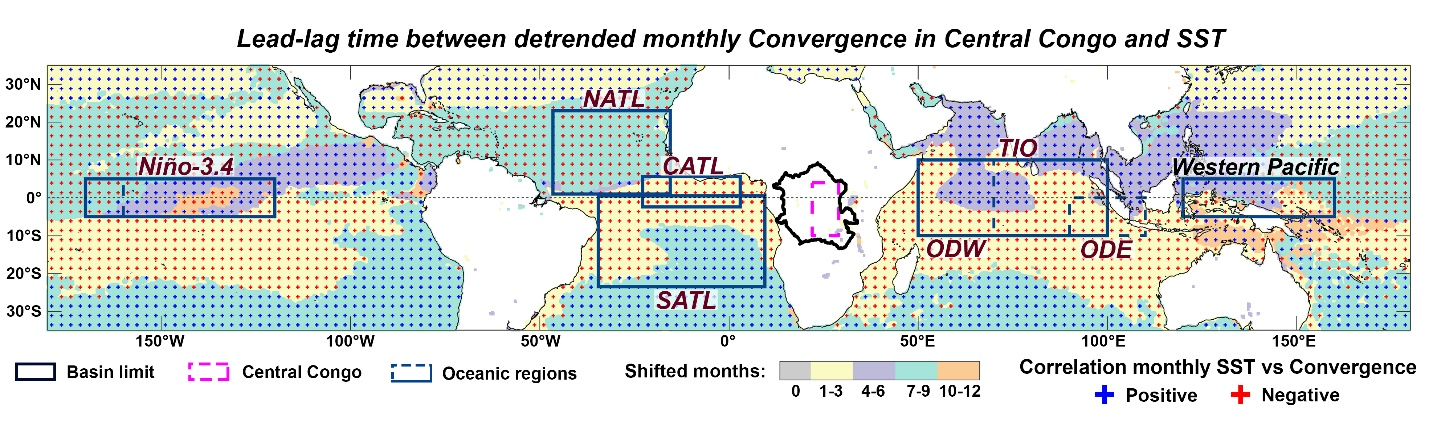 Lead-lag time between detrended monthly Convergence in Central Congo and SST
30°N
20°N
10°N
0°
10°S
20°S
30°S
NATL
Niño-3.4
CATL
TIO
Western Pacific
ODW
ODE
SATL
150°W
100°W
50°W
0°
50°E
100°E
150°E
Basin limit
Central Congo
Oceanic regions
Shifted months:
0 1-3 4-6 7-9 10-12
Correlation monthly SST vs Convergence
Positive
Negative